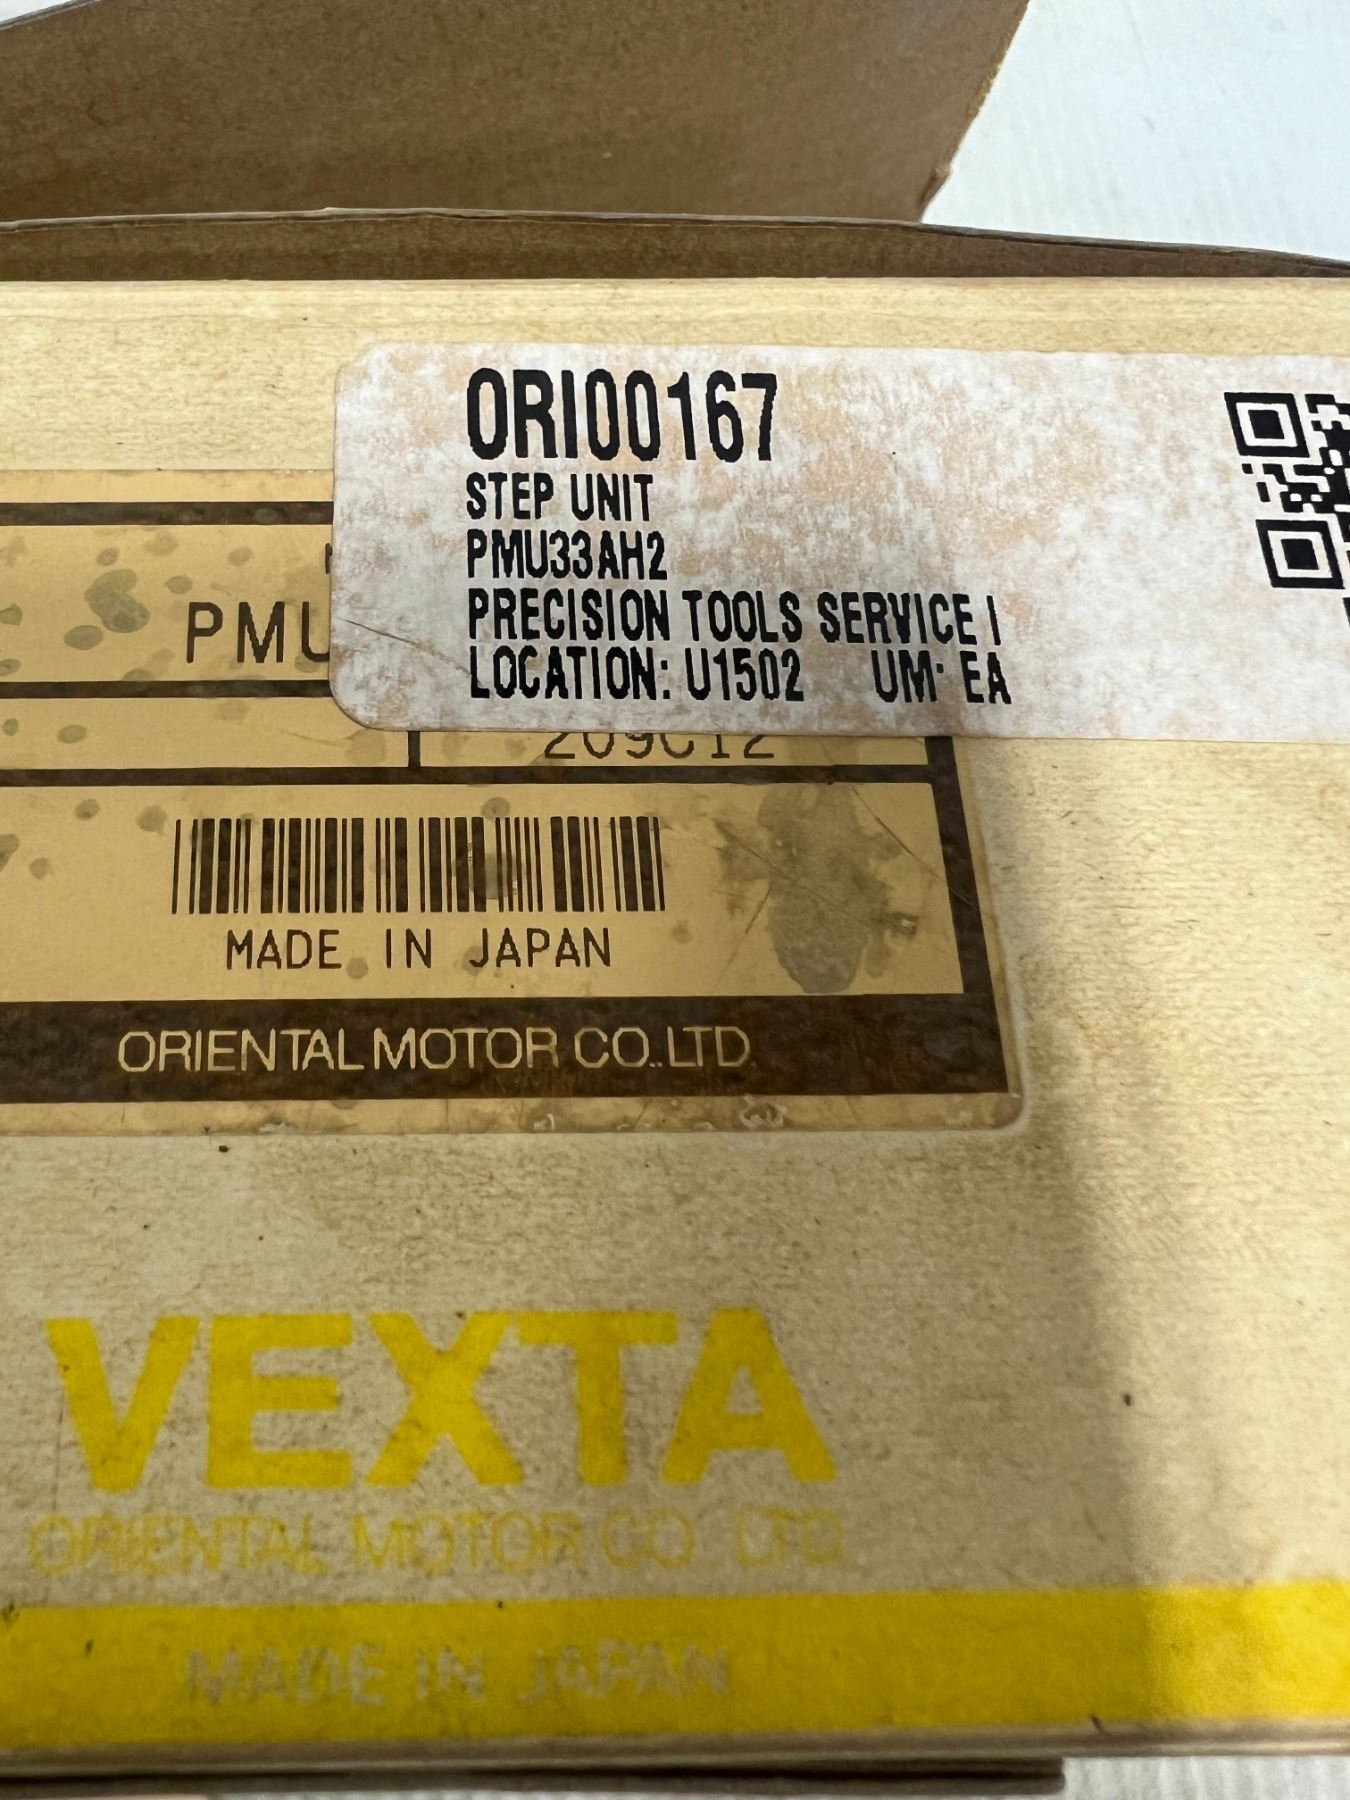 ORI00167
STEP UNIT
PMU33AH2
PRECISION TOOLS SERVICE I
LOCATION: U1502 UM: EA
PMU
209C12
MADE IN JAPAN
ORIENTAL MOTOR CO.,LTD.
VEXTA
ORIENTAL MOTOR CO. LTD.
MADE IN JAPAN